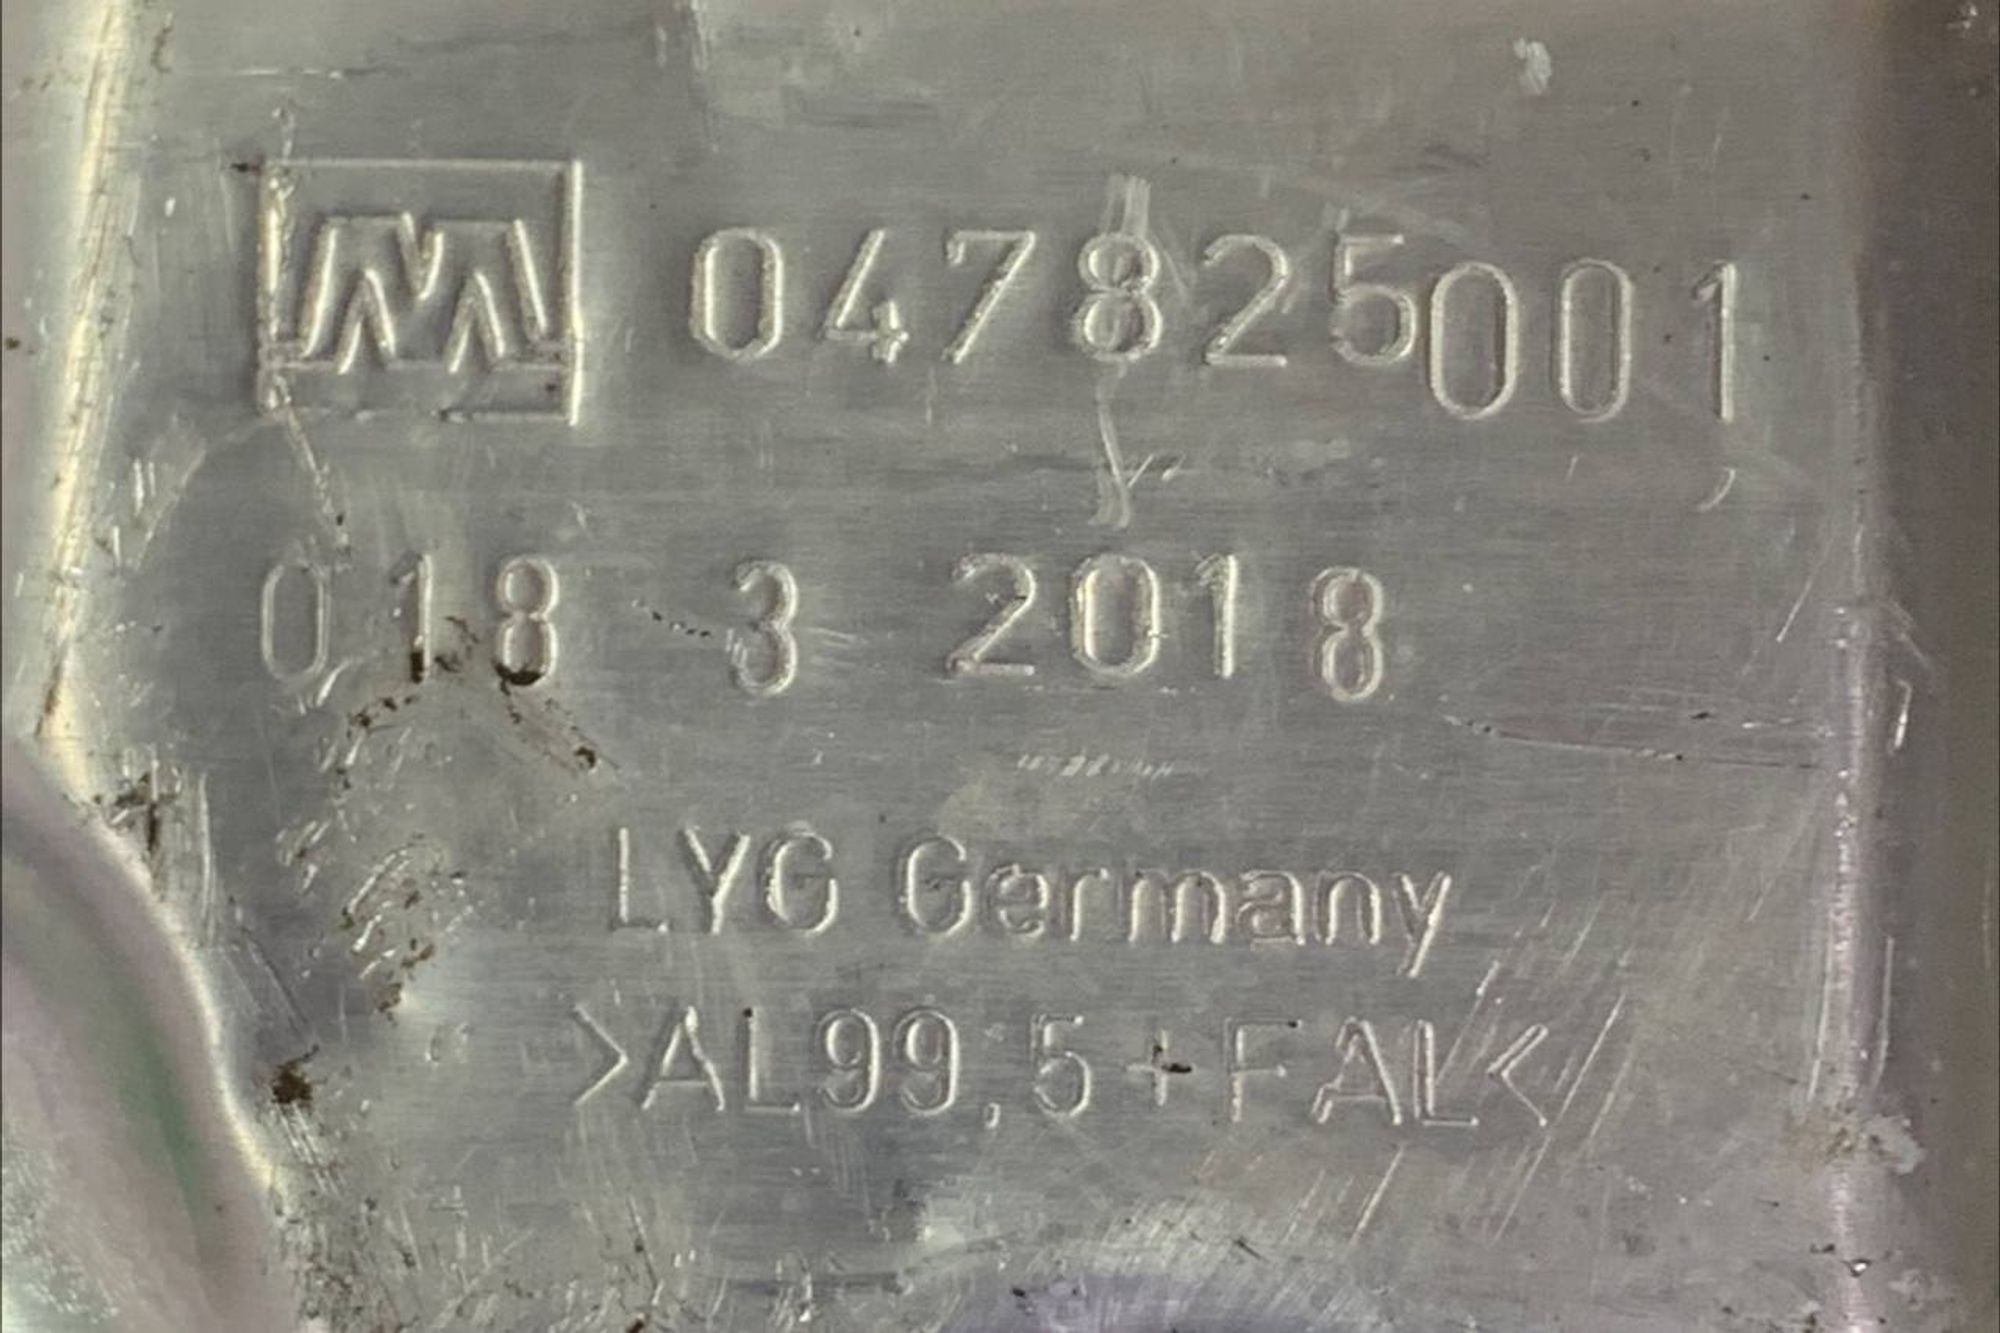 047825001
018 3 2018
LYG Germany
>AL99,5+FAL<